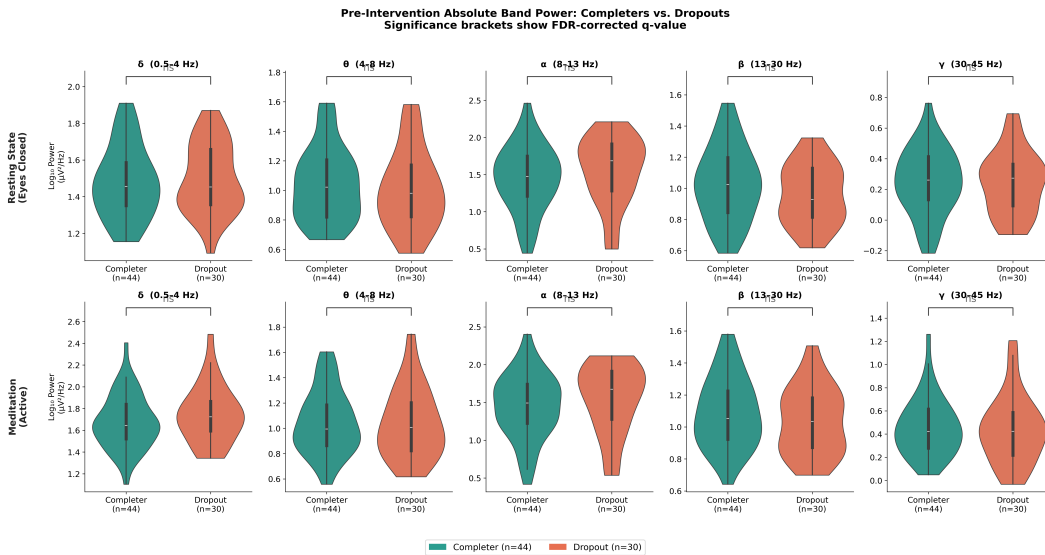 Pre-Intervention Absolute Band Power: Completers vs. Dropouts
Significance brackets show FDR-corrected q-value
Resting State
(Eyes Closed)
Log₁₀ Power
(μV²/Hz)
δ (0.5-4 Hz)
ns
2.0
1.8
1.6
1.4
1.2
Completer
(n=44)
Dropout
(n=30)
θ (4-8 Hz)
ns
1.8
1.6
1.4
1.2
1.0
0.8
0.6
Completer
(n=44)
Dropout
(n=30)
α (8-13 Hz)
ns
2.5
2.0
1.5
1.0
0.5
Completer
(n=44)
Dropout
(n=30)
β (13-30 Hz)
ns
1.6
1.4
1.2
1.0
0.8
0.6
Completer
(n=44)
Dropout
(n=30)
γ (30-45 Hz)
ns
0.8
0.6
0.4
0.2
0.0
−0.2
Completer
(n=44)
Dropout
(n=30)
Meditation
(Active)
Log₁₀ Power
(μV²/Hz)
δ (0.5-4 Hz)
ns
2.6
2.4
2.2
2.0
1.8
1.6
1.4
1.2
Completer
(n=44)
Dropout
(n=30)
θ (4-8 Hz)
ns
2.0
1.8
1.6
1.4
1.2
1.0
0.8
0.6
Completer
(n=44)
Dropout
(n=30)
α (8-13 Hz)
ns
2.5
2.0
1.5
1.0
0.5
Completer
(n=44)
Dropout
(n=30)
β (13-30 Hz)
ns
1.6
1.4
1.2
1.0
0.8
0.6
Completer
(n=44)
Dropout
(n=30)
γ (30-45 Hz)
ns
1.4
1.2
1.0
0.8
0.6
0.4
0.2
0.0
Completer
(n=44)
Dropout
(n=30)
Completer (n=44)
Dropout (n=30)